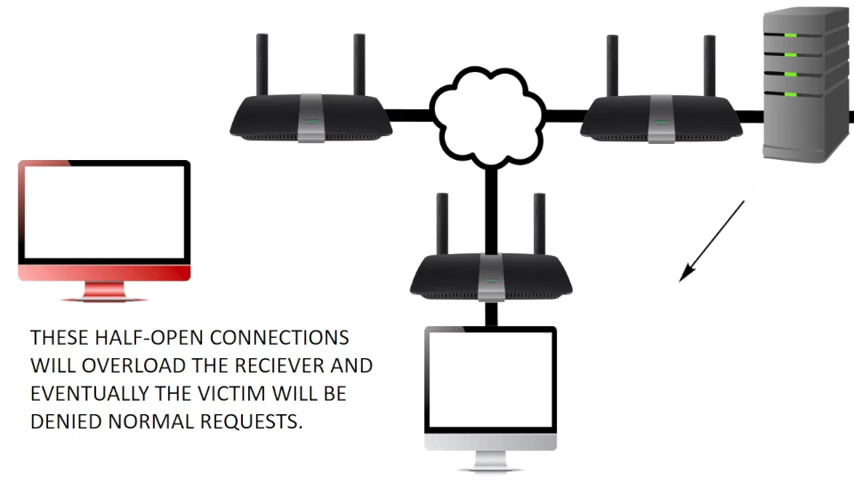 THESE HALF-OPEN CONNECTIONS
WILL OVERLOAD THE RECIEVER AND
EVENTUALLY THE VICTIM WILL BE
DENIED NORMAL REQUESTS.